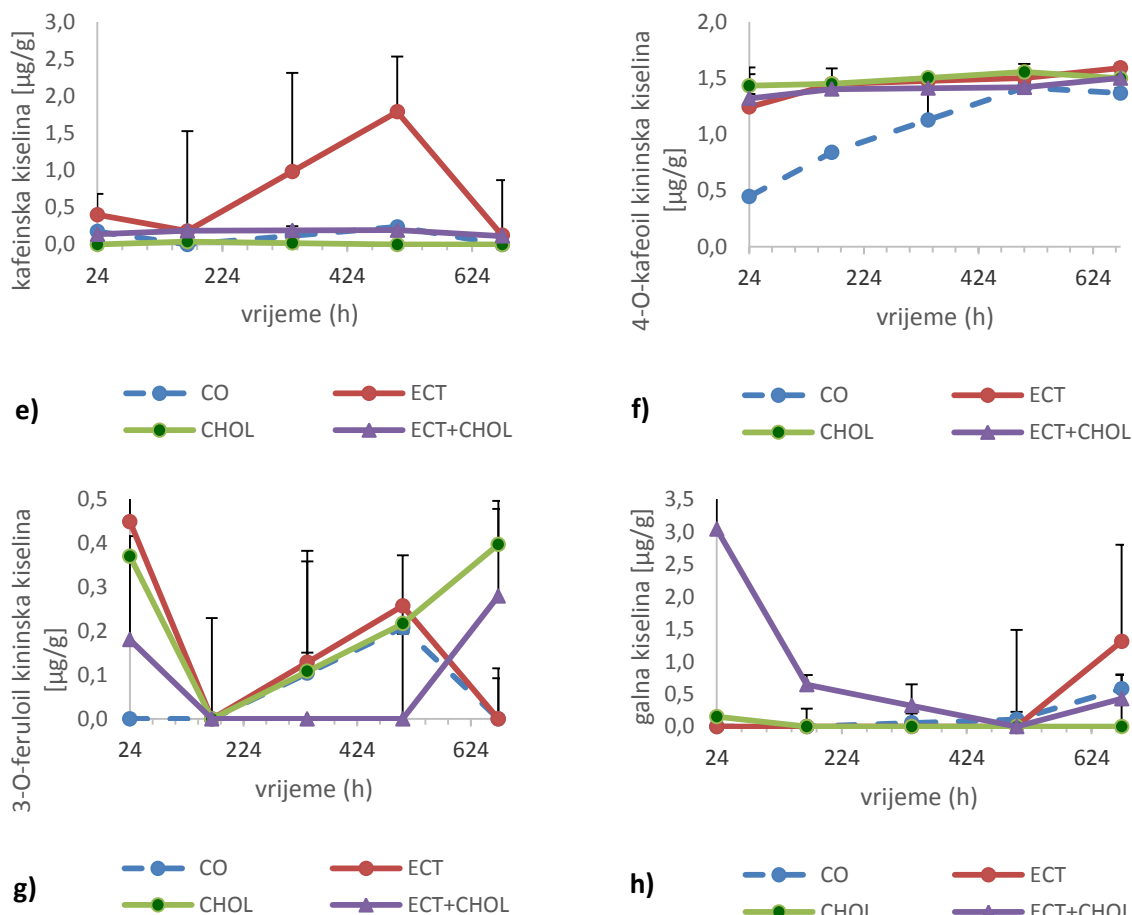 kafeinska kiselina [µg/g]
3,0
2,5
2,0
1,5
1,0
0,5
0,0
24 224 424 624
vrijeme (h)
CO ECT
CHOL ECT+CHOL
e)
4-O-kafeoil kininska kiselina
[µg/g]
2,0
1,5
1,0
0,5
0,0
24 224 424 624
vrijeme (h)
CO ECT
CHOL ECT+CHOL
f)
3-O-feruloil kininska kiselina
[µg/g]
0,5
0,4
0,3
0,2
0,1
0,0
24 224 424 624
vrijeme (h)
CO ECT
CHOL ECT+CHOL
g)
galna kiselina [µg/g]
3,5
3,0
2,5
2,0
1,5
1,0
0,5
0,0
24 224 424 624
vrijeme (h)
CO ECT
CHOL ECT+CHOL
h)